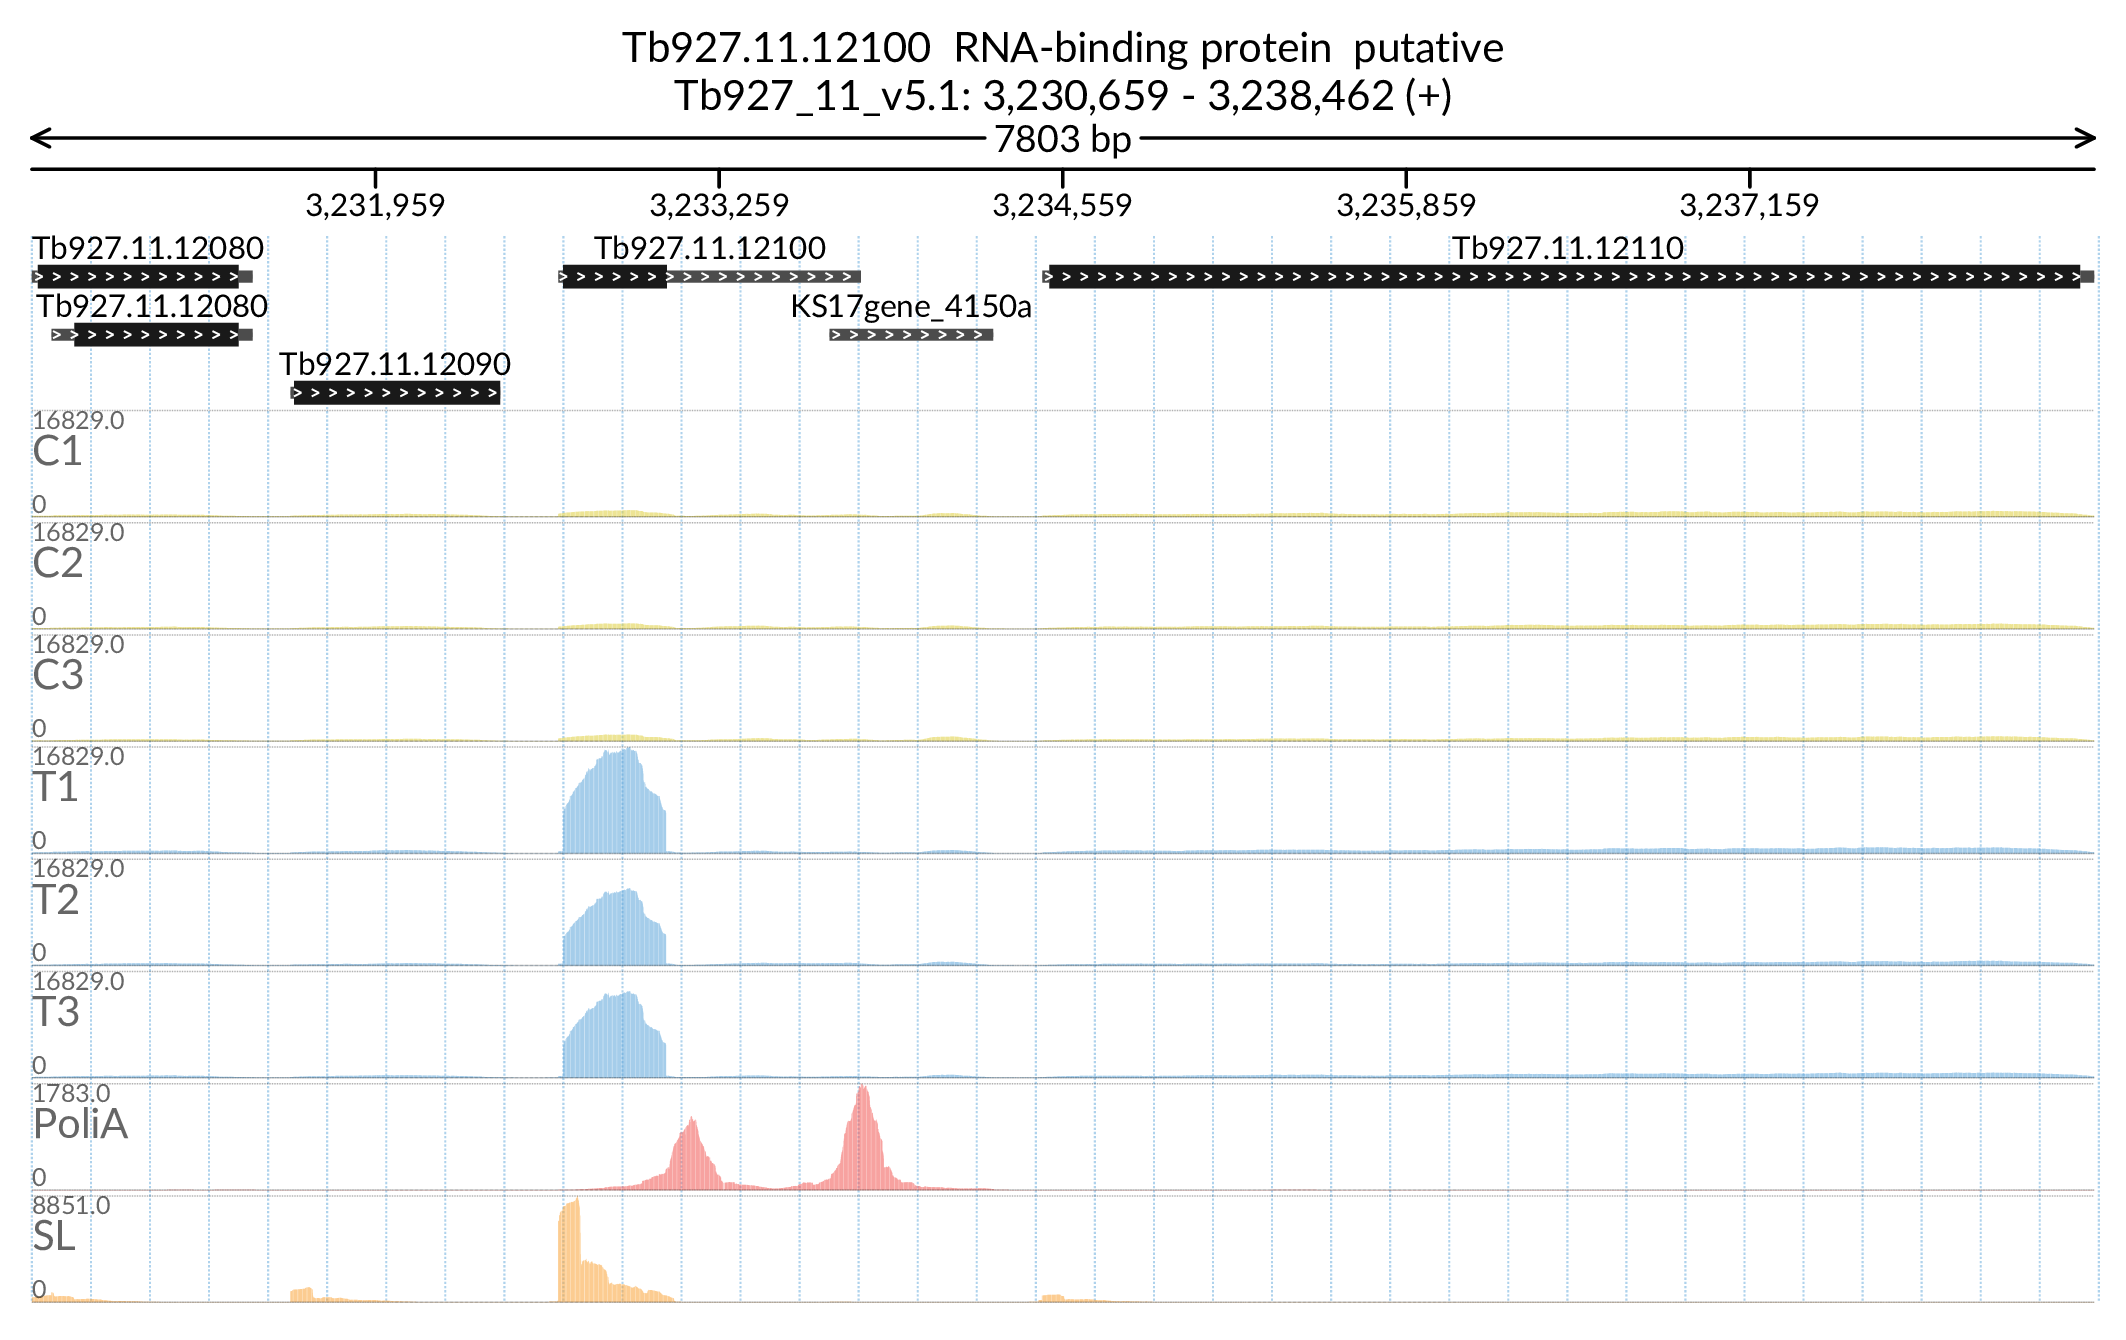 Tb927.11.12100  RNA-binding protein  putative
Tb927_11_v5.1: 3,230,659 - 3,238,462 (+)
7803 bp
3,231,959 3,233,259 3,234,559 3,235,859 3,237,159
Tb927.11.12080 Tb927.11.12100 Tb927.11.12110
Tb927.11.12080 KS17gene_4150a
Tb927.11.12090
16829.0
C1
0
16829.0
C2
0
16829.0
C3
0
16829.0
T1
0
16829.0
T2
0
16829.0
T3
0
1783.0
PoliA
0
8851.0
SL
0